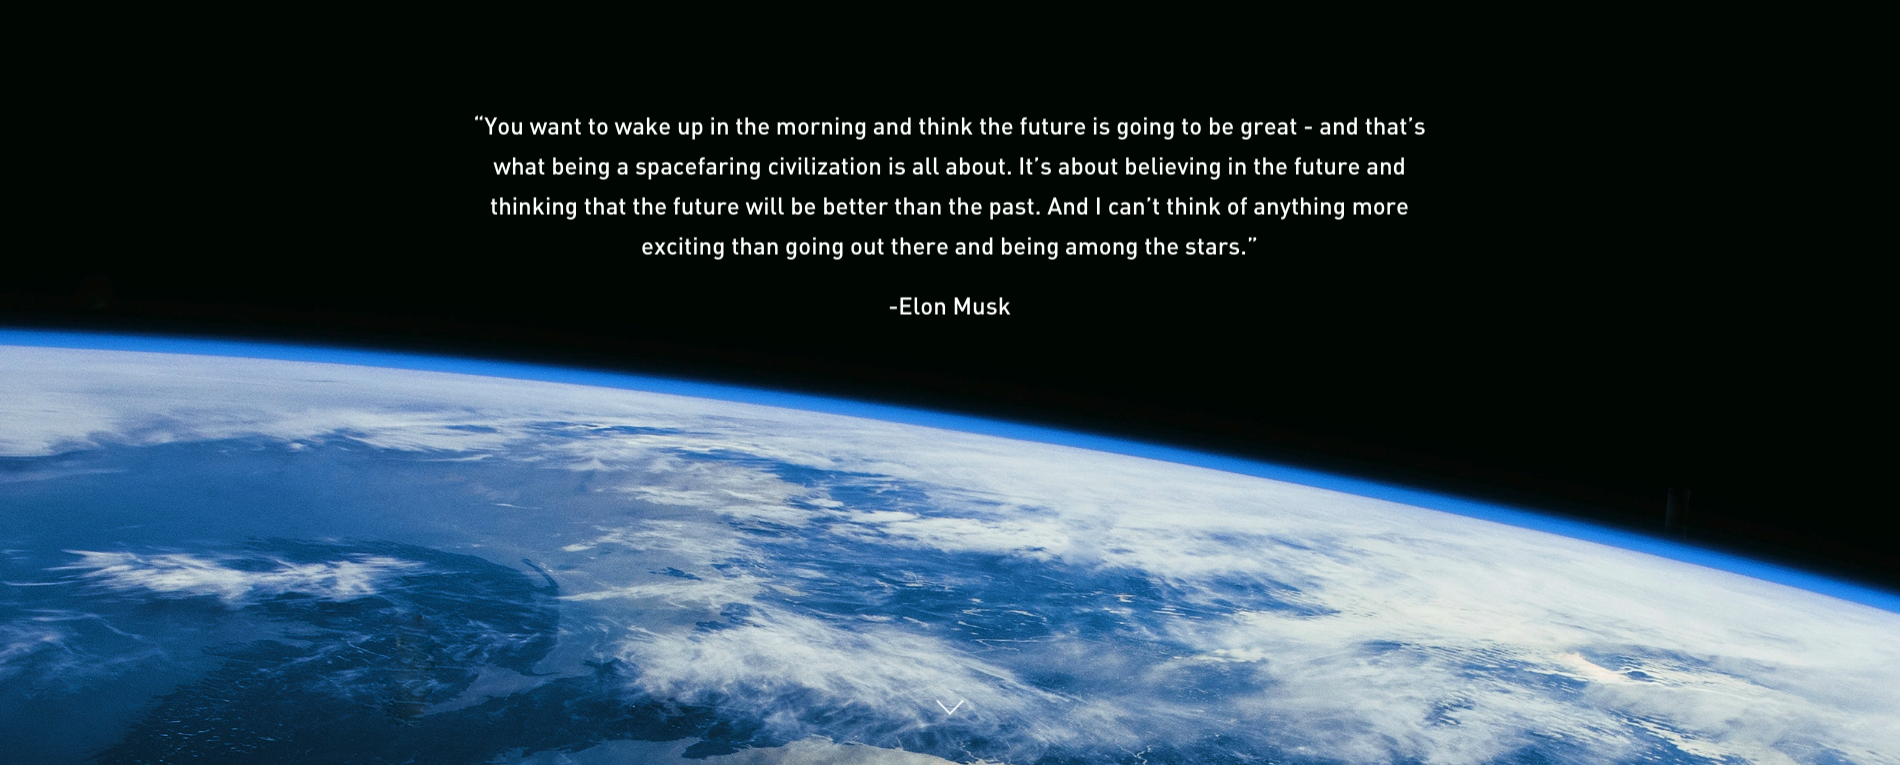 “You want to wake up in the morning and think the future is going to be great - and that’s
what being a spacefaring civilization is all about. It’s about believing in the future and
thinking that the future will be better than the past. And I can’t think of anything more
exciting than going out there and being among the stars.”
-Elon Musk